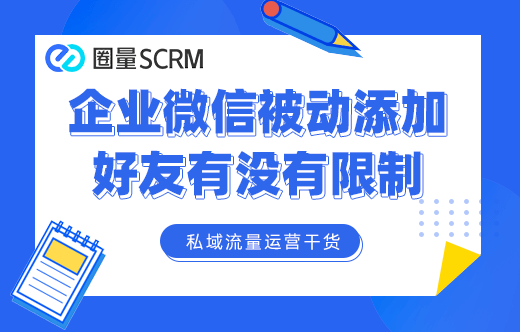 圈量SCRM
企业微信被动添加
好友有没有限制
私域流量运营干货